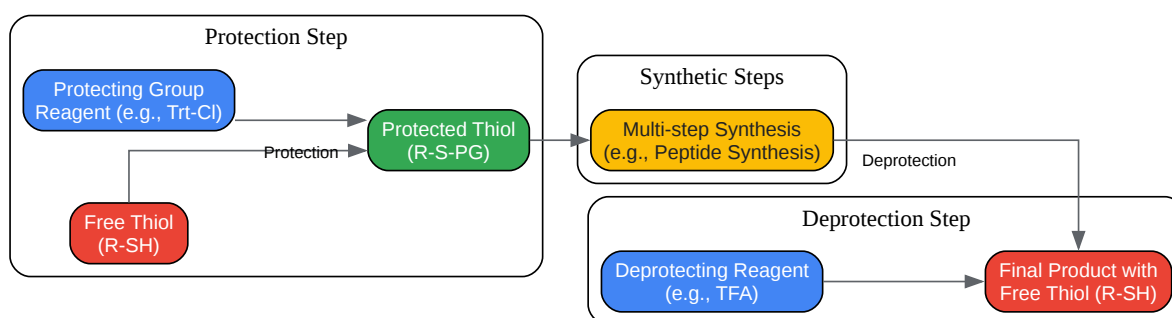 Protection Step
Protecting Group
Reagent (e.g., Trt-Cl)
Protected Thiol
(R-S-PG)
Protection
Free Thiol
(R-SH)
Synthetic Steps
Multi-step Synthesis
(e.g., Peptide Synthesis)
Deprotection
Deprotection Step
Deprotecting Reagent
(e.g., TFA)
Final Product with
Free Thiol (R-SH)